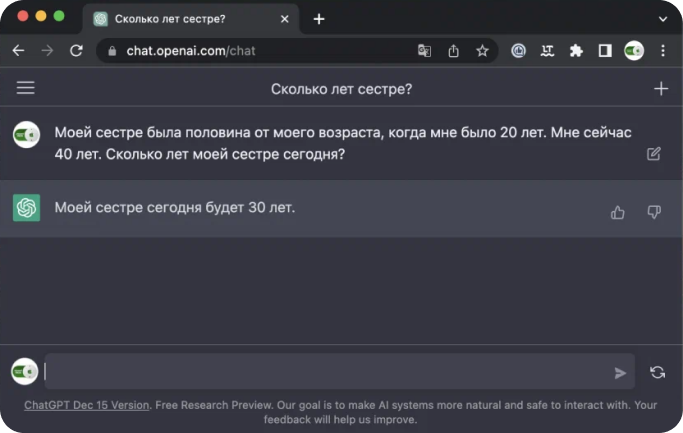 Сколько лет сестре?
chat.openai.com/chat
Сколько лет сестре?
Моей сестре была половина от моего возраста, когда мне было 20 лет. Мне сейчас
40 лет. Сколько лет моей сестре сегодня?
Моей сестре сегодня будет 30 лет.
ChatGPT Dec 15 Version. Free Research Preview. Our goal is to make AI systems more natural and safe to interact with. Your
feedback will help us improve.